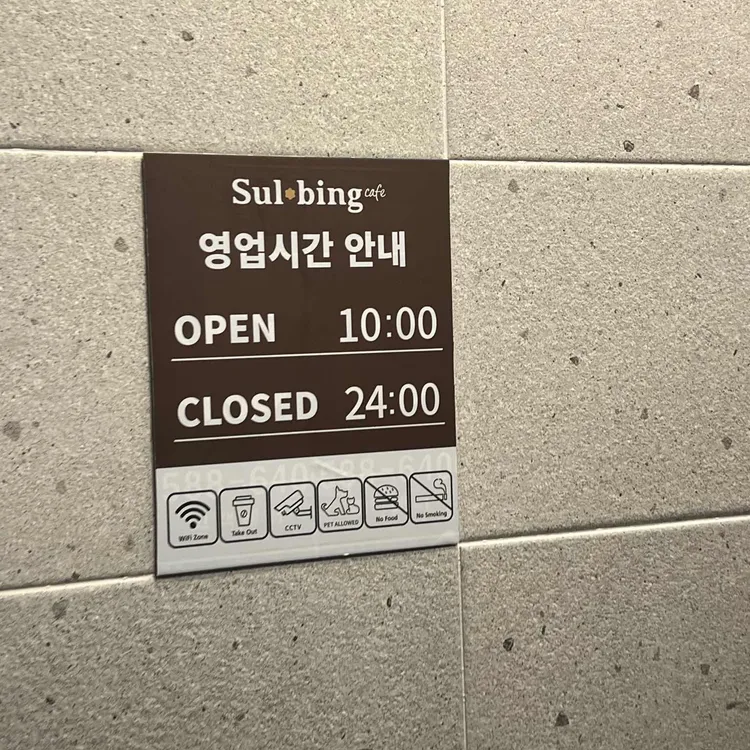 Sul bing cafe
영업시간 안내
OPEN 10:00
CLOSED 24:00
WiFi Zone Take Out CCTV PET ALLOWED No Food No Smoking